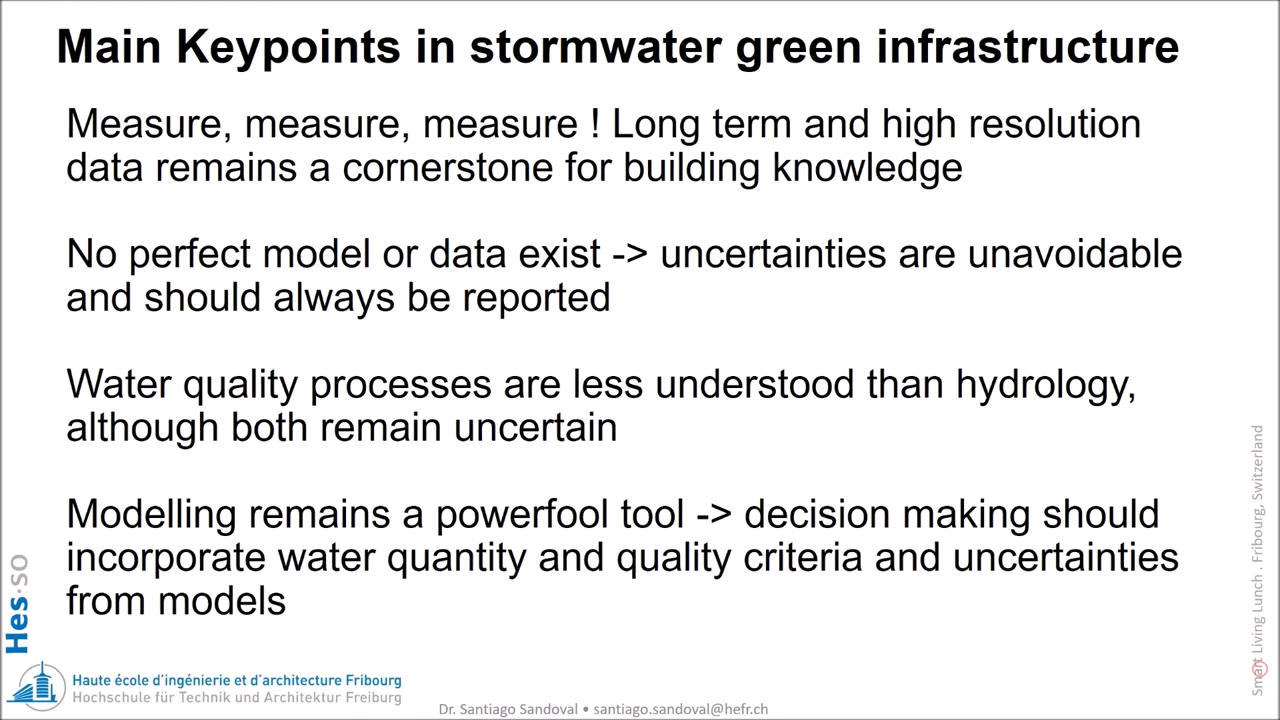 Main Keypoints in stormwater green infrastructure
Measure, measure, measure ! Long term and high resolution
data remains a cornerstone for building knowledge
No perfect model or data exist -> uncertainties are unavoidable
and should always be reported
Water quality processes are less understood than hydrology,
although both remain uncertain
Modelling remains a powerfool tool -> decision making should
incorporate water quantity and quality criteria and uncertainties
from models
Hes·SO
Haute école d'ingénierie et d'architecture Fribourg
Hochschule für Technik und Architektur Freiburg
Dr. Santiago Sandoval • santiago.sandoval@hefr.ch
Smart Living Lunch . Fribourg, Switzerland